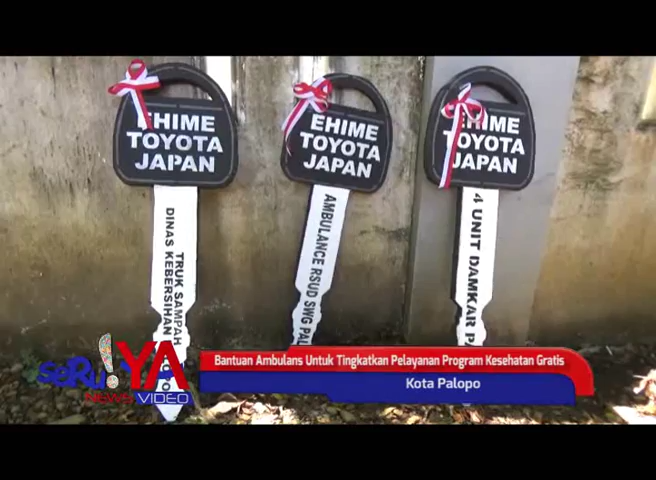 EHIME
TOYOTA
JAPAN
TRUK SAMPAH
DINAS KEBERSIHAN
EHIME
TOYOTA
JAPAN
AMBULANCE RSUD SWG PAL
EHIME
TOYOTA
JAPAN
4 UNIT DAMKAR
seRu!YA
NEWS VIDEO
Bantuan Ambulans Untuk Tingkatkan Pelayanan Program Kesehatan Gratis
Kota Palopo